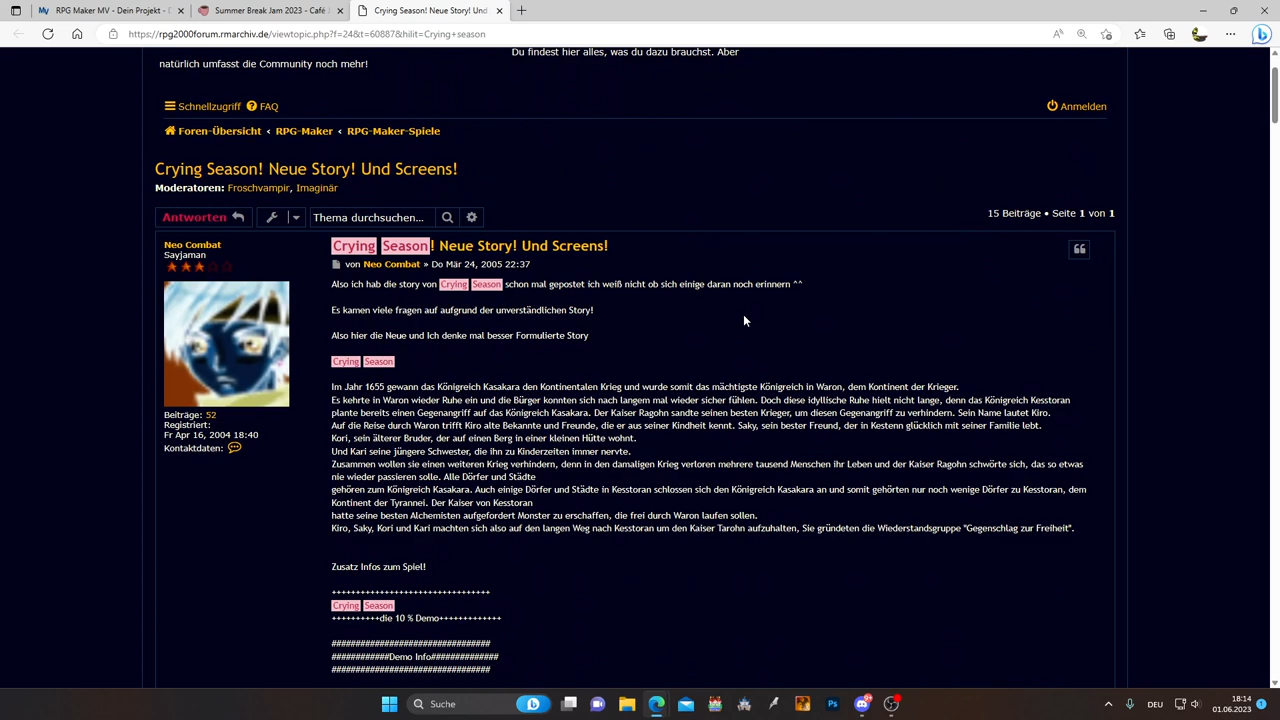 RPG Maker MV - Dein Projekt - D
Summer Break Jam 2023 - Café
Crying Season! Neue Story! Und
https://rpg2000forum.rmarchiv.de/viewtopic.php?f=24&t=60887&hilit=Crying+season
Du findest hier alles, was du dazu brauchst. Aber
natürlich umfasst die Community noch mehr!
Schnellzugriff FAQ
Anmelden
Foren-Übersicht ‹ RPG-Maker ‹ RPG-Maker-Spiele
Crying Season! Neue Story! Und Screens!
Moderatoren: Froschvampir, Imaginär
Antworten
Thema durchsuchen…
15 Beiträge • Seite 1 von 1
Neo Combat
Sayjaman
Beiträge: 52
Registriert:
Fr Apr 16, 2004 18:40
Kontaktdaten:
Crying Season! Neue Story! Und Screens!
von Neo Combat » Do Mär 24, 2005 22:37
Also ich hab die story von Crying Season schon mal gepostet ich weiß nicht ob sich einige daran noch erinnern ^^
Es kamen viele fragen auf aufgrund der unverständlichen Story!
Also hier die Neue und Ich denke mal besser Formulierte Story
Crying Season
Im Jahr 1655 gewann das Königreich Kasakara den Kontinentalen Krieg und wurde somit das mächtigste Königreich in Waron, dem Kontinent der Krieger.
Es kehrte in Waron wieder Ruhe ein und die Bürger konnten sich nach langem mal wieder sicher fühlen. Doch diese idyllische Ruhe hielt nicht lange, denn das Königreich Kesstoran
plante bereits einen Gegenangriff auf das Königreich Kasakara. Der Kaiser Ragohn sandte seinen besten Krieger, um diesen Gegenangriff zu verhindern. Sein Name lautet Kiro.
Auf die Reise durch Waron trifft Kiro alte Bekannte und Freunde, die er aus seiner Kindheit kennt. Saky, sein bester Freund, der in Kestenn glücklich mit seiner Familie lebt.
Kori, sein älterer Bruder, der auf einen Berg in einer kleinen Hütte wohnt.
Und Kari seine jüngere Schwester, die ihn zu Kinderzeiten immer nervte.
Zusammen wollen sie einen weiteren Krieg verhindern, denn in den damaligen Krieg verloren mehrere tausend Menschen ihr Leben und der Kaiser Ragohn schwörte sich, das so etwas
nie wieder passieren solle. Alle Dörfer und Städte
gehören zum Königreich Kasakara. Auch einige Dörfer und Städte in Kesstoran schlossen sich den Königreich Kasakara an und somit gehörten nur noch wenige Dörfer zu Kesstoran, dem
Kontinent der Tyrannei. Der Kaiser von Kesstoran
hatte seine besten Alchemisten aufgefordert Monster zu erschaffen, die frei durch Waron laufen sollen.
Kiro, Saky, Kori und Kari machten sich also auf den langen Weg nach Kesstoran um den Kaiser Tarohn aufzuhalten, Sie gründeten die Wiederstandsgruppe "Gegenschlag zur Freiheit".
Zusatz Infos zum Spiel!
+++++++++++++++++++++++++++++++++
Crying Season
++++++++++die 10 % Demo+++++++++++++
#################################
############Demo Info##############
#################################
Suche
DEU
18:14
01.06.2023